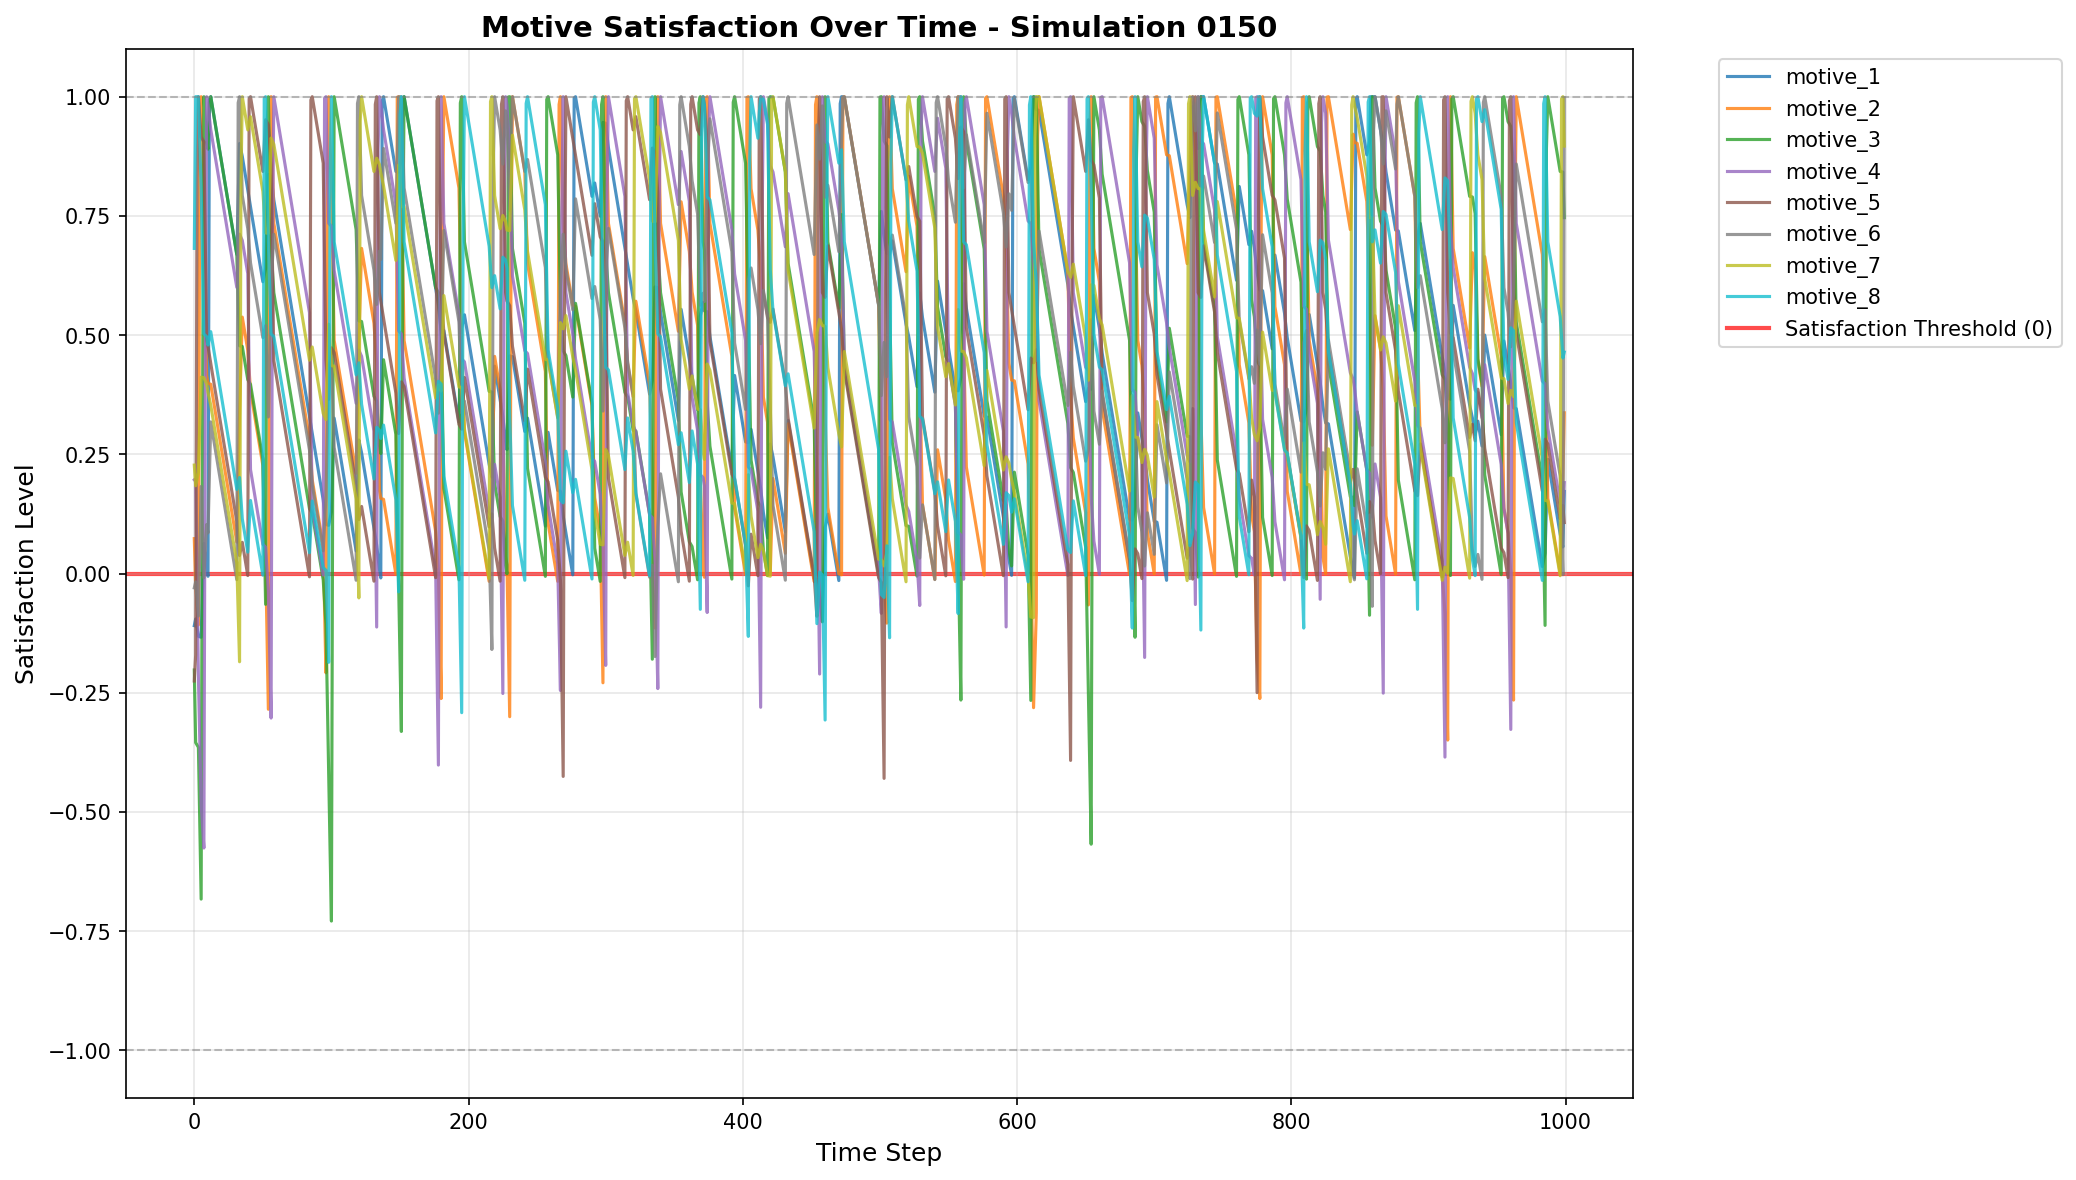 Motive Satisfaction Over Time - Simulation 0150
Satisfaction Level
1.00
0.75
0.50
0.25
0.00
−0.25
−0.50
−0.75
−1.00
0
200
400
600
800
1000
Time Step
motive_1
motive_2
motive_3
motive_4
motive_5
motive_6
motive_7
motive_8
Satisfaction Threshold (0)